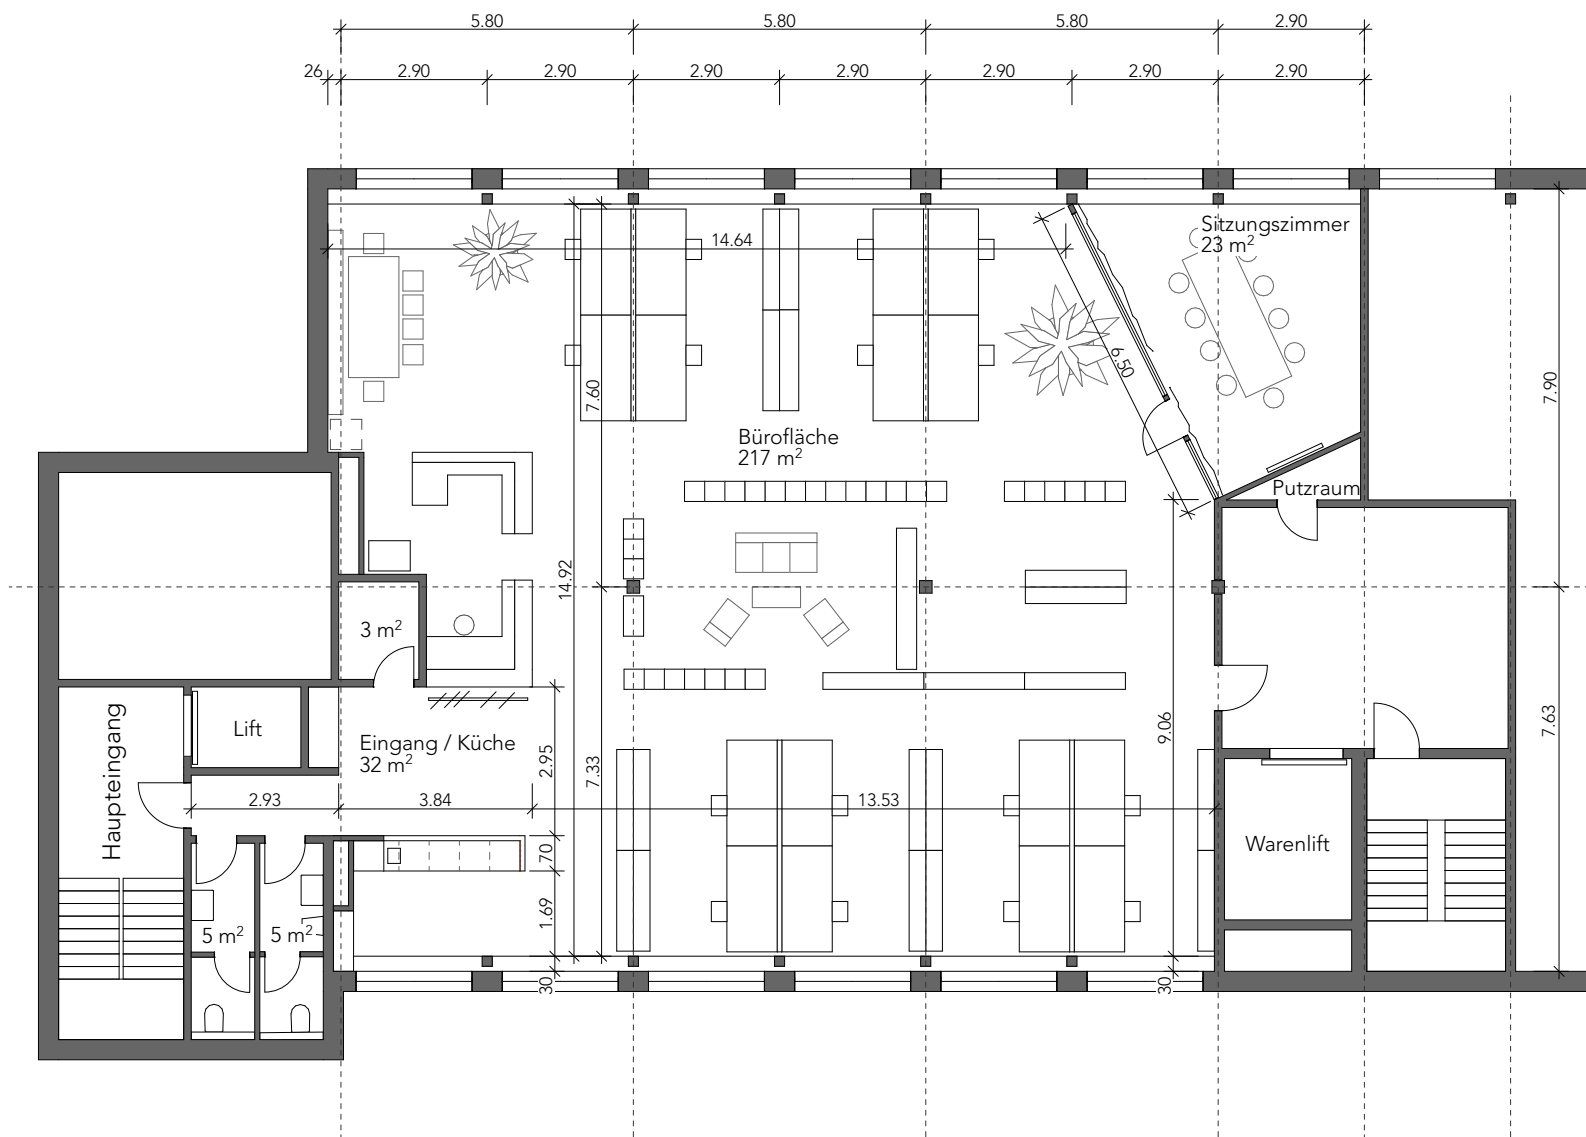 5.80
5.80
5.80
2.90
26
2.90
2.90
2.90
2.90
2.90
2.90
2.90
14.64
Sitzungszimmer
23 m²
6.50
7.60
7.90
Bürofläche
217 m²
Putzraum
14.92
3 m²
Haupteingang
Lift
Eingang / Küche
32 m²
2.95
7.33
9.06
7.63
2.93
3.84
13.53
70
Warenlift
1.69
5 m²
5 m²
30
30